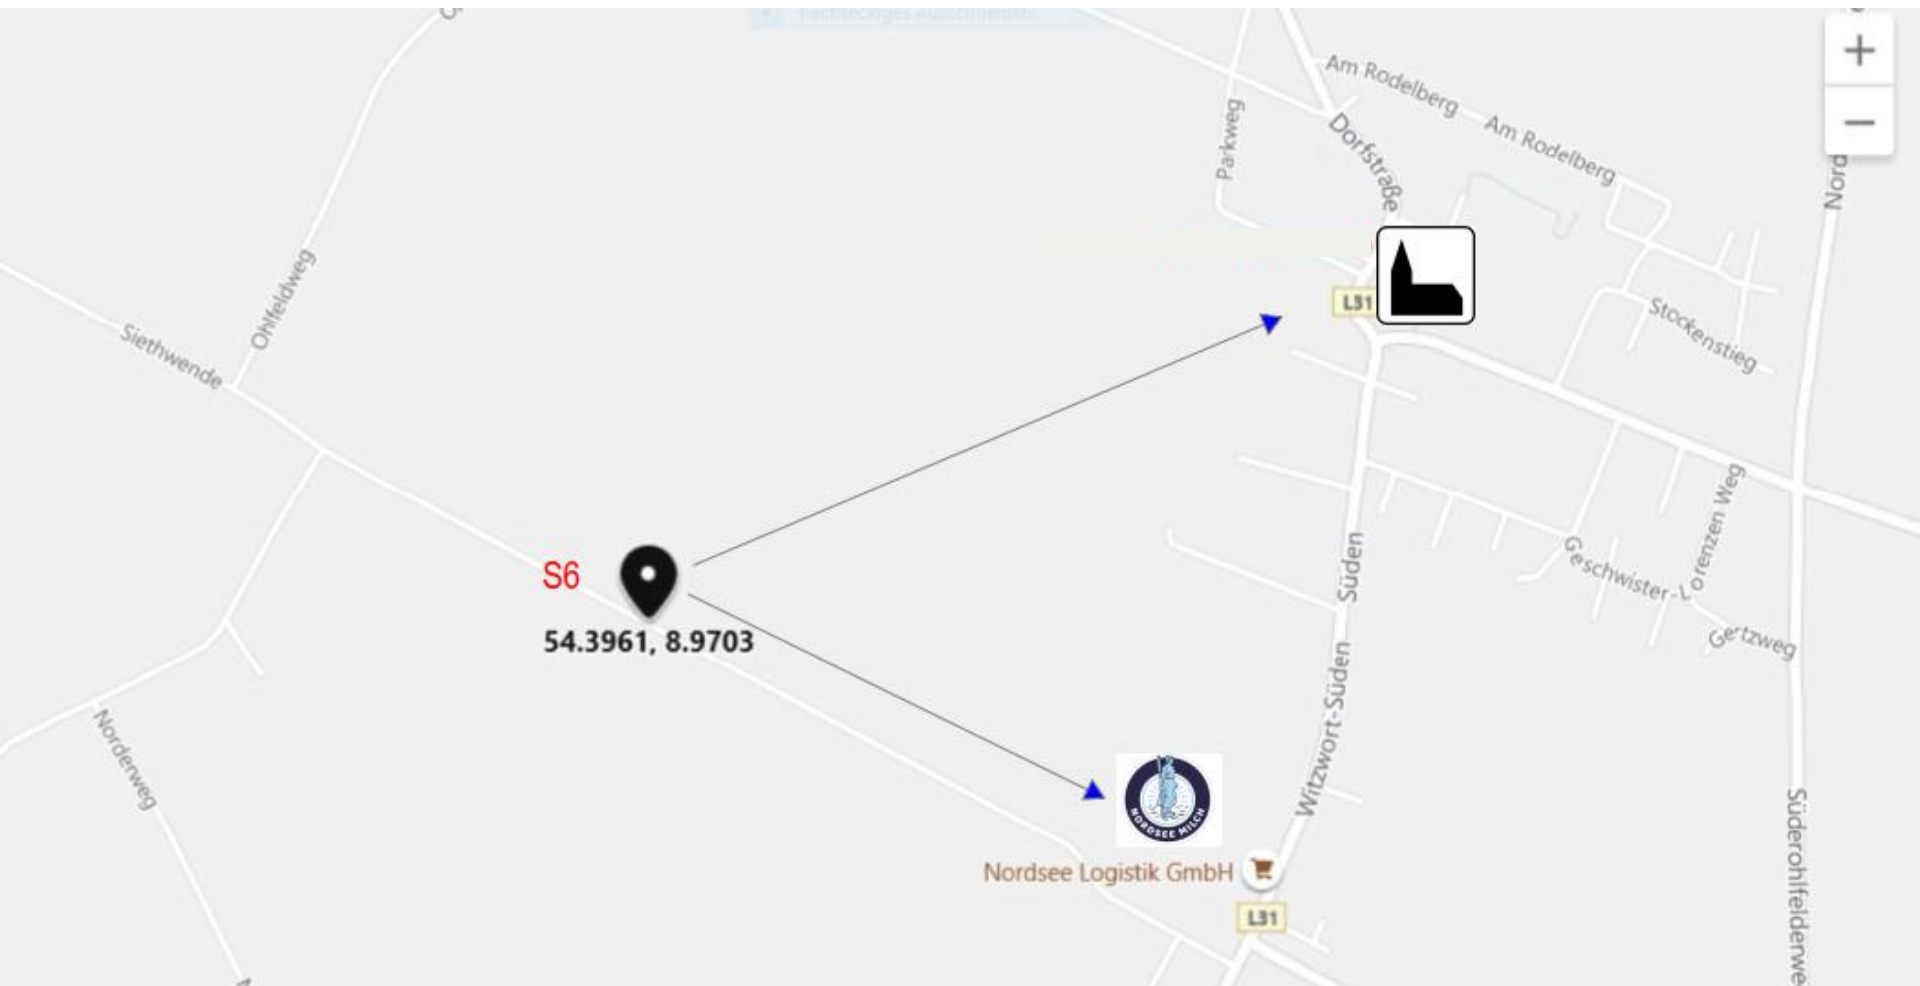 Am Rodelberg
Am Rodelberg
Parkweg
Dorfstraße
Nord
Ohlfeldweg
Siethwende
L31
Stockenstieg
S6
54.3961, 8.9703
Süden
Geschwister-Lorenzen Weg
Gertzweg
Witzwort-Süden
Norderweg
NORDSEE MILCH
Nordsee Logistik GmbH
L31
Süderohlfelderwe